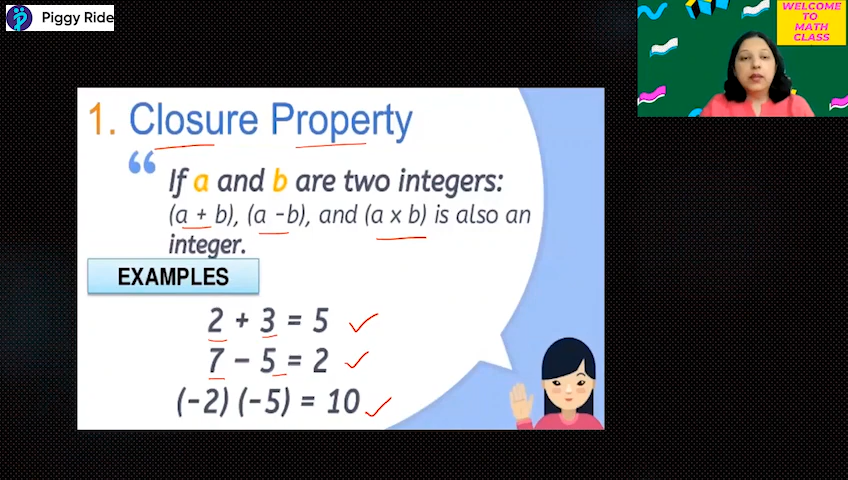 Piggy Ride
WELCOME
TO
MATH
CLASS
1. Closure Property
“
If a and b are two integers:
(a + b), (a -b), and (a x b) is also an
integer.
EXAMPLES
2 + 3 = 5
7 − 5 = 2
(-2) (-5) = 10